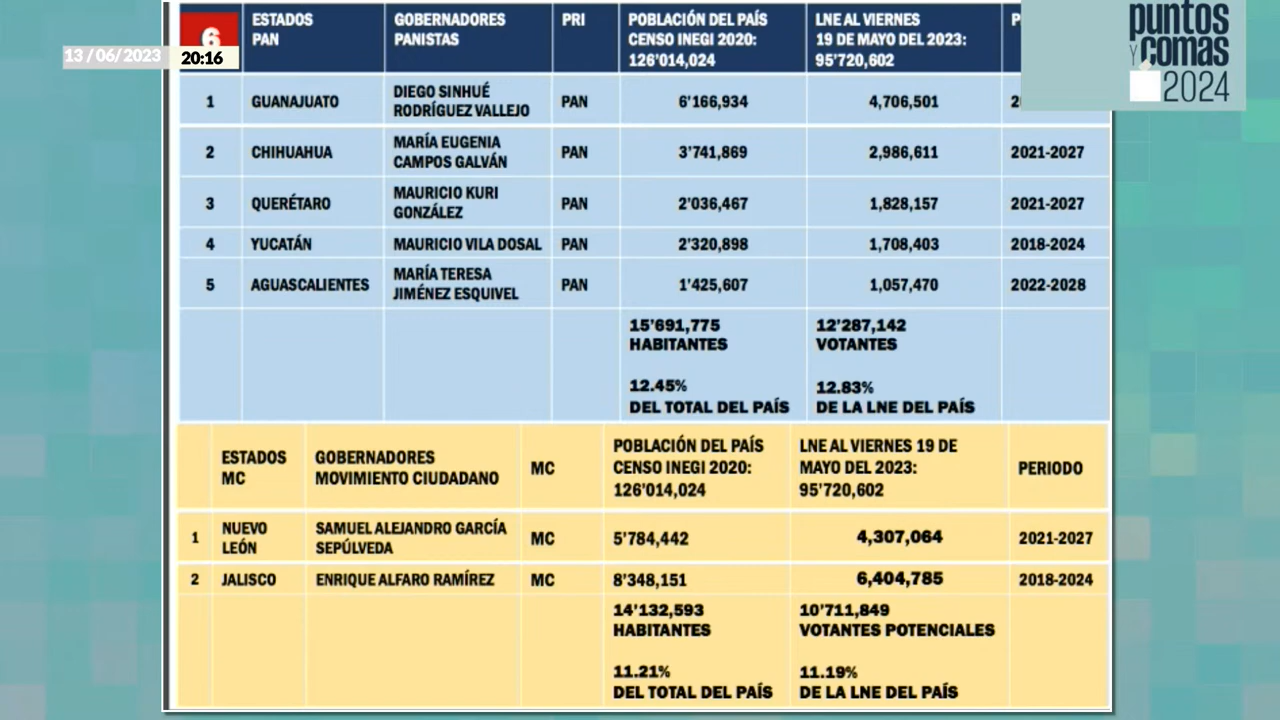 13/06/2023 20:16
puntos
Y comas
2024
6 ESTADOS PAN GOBERNADORES PANISTAS PRI POBLACIÓN DEL PAÍS CENSO INEGI 2020: 126'014,024 LNE AL VIERNES 19 DE MAYO DEL 2023: 95'720,602 P
1 GUANAJUATO DIEGO SINHUÉ RODRÍGUEZ VALLEJO PAN 6'166,934 4,706,501
2 CHIHUAHUA MARÍA EUGENIA CAMPOS GALVÁN PAN 3'741,869 2,986,611 2021-2027
3 QUERÉTARO MAURICIO KURI GONZÁLEZ PAN 2'036,467 1,828,157 2021-2027
4 YUCATÁN MAURICIO VILA DOSAL PAN 2'320,898 1,708,403 2018-2024
5 AGUASCALIENTES MARÍA TERESA JIMÉNEZ ESQUIVEL PAN 1'425,607 1,057,470 2022-2028
15'691,775 HABITANTES 12'287,142 VOTANTES
12.45% DEL TOTAL DEL PAÍS 12.83% DE LA LNE DEL PAÍS
ESTADOS MC GOBERNADORES MOVIMIENTO CIUDADANO MC POBLACIÓN DEL PAÍS CENSO INEGI 2020: 126'014,024 LNE AL VIERNES 19 DE MAYO DEL 2023: 95'720,602 PERIODO
1 NUEVO LEÓN SAMUEL ALEJANDRO GARCÍA SEPÚLVEDA MC 5'784,442 4,307,064 2021-2027
2 JALISCO ENRIQUE ALFARO RAMÍREZ MC 8'348,151 6,404,785 2018-2024
14'132,593 HABITANTES 10'711,849 VOTANTES POTENCIALES
11.21% DEL TOTAL DEL PAÍS 11.19% DE LA LNE DEL PAÍS